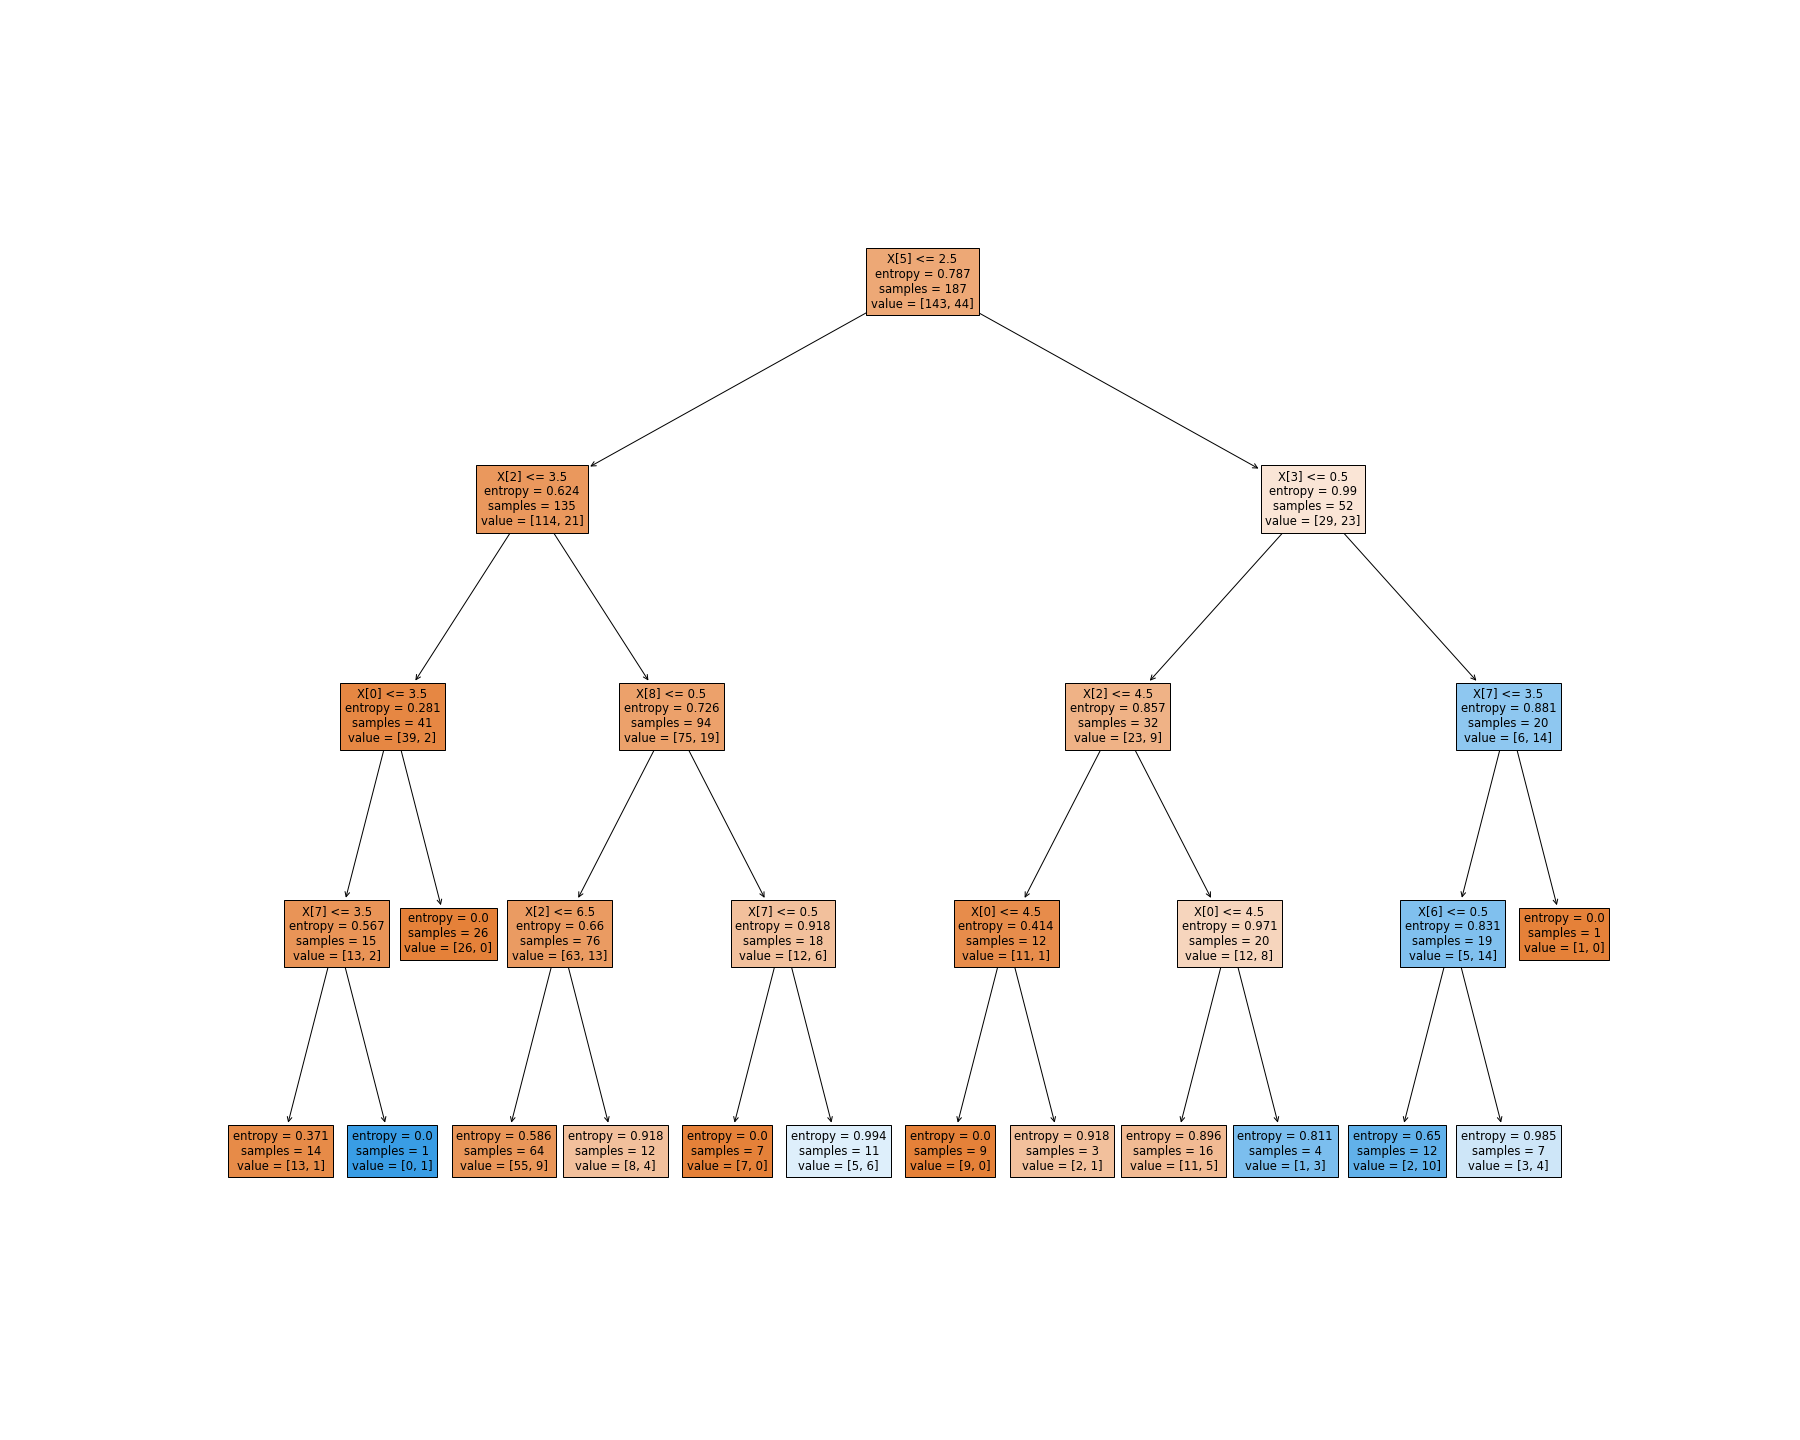 X[5] <= 2.5
entropy = 0.787
samples = 187
value = [143, 44]
X[2] <= 3.5
entropy = 0.624
samples = 135
value = [114, 21]
X[3] <= 0.5
entropy = 0.99
samples = 52
value = [29, 23]
X[0] <= 3.5
entropy = 0.281
samples = 41
value = [39, 2]
X[8] <= 0.5
entropy = 0.726
samples = 94
value = [75, 19]
X[2] <= 4.5
entropy = 0.857
samples = 32
value = [23, 9]
X[7] <= 3.5
entropy = 0.881
samples = 20
value = [6, 14]
X[7] <= 3.5
entropy = 0.567
samples = 15
value = [13, 2]
entropy = 0.0
samples = 26
value = [26, 0]
X[2] <= 6.5
entropy = 0.66
samples = 76
value = [63, 13]
X[7] <= 0.5
entropy = 0.918
samples = 18
value = [12, 6]
X[0] <= 4.5
entropy = 0.414
samples = 12
value = [11, 1]
X[0] <= 4.5
entropy = 0.971
samples = 20
value = [12, 8]
X[6] <= 0.5
entropy = 0.831
samples = 19
value = [5, 14]
entropy = 0.0
samples = 1
value = [1, 0]
entropy = 0.371
samples = 14
value = [13, 1]
entropy = 0.0
samples = 1
value = [0, 1]
entropy = 0.586
samples = 64
value = [55, 9]
entropy = 0.918
samples = 12
value = [8, 4]
entropy = 0.0
samples = 7
value = [7, 0]
entropy = 0.994
samples = 11
value = [5, 6]
entropy = 0.0
samples = 9
value = [9, 0]
entropy = 0.918
samples = 3
value = [2, 1]
entropy = 0.896
samples = 16
value = [11, 5]
entropy = 0.811
samples = 4
value = [1, 3]
entropy = 0.65
samples = 12
value = [2, 10]
entropy = 0.985
samples = 7
value = [3, 4]